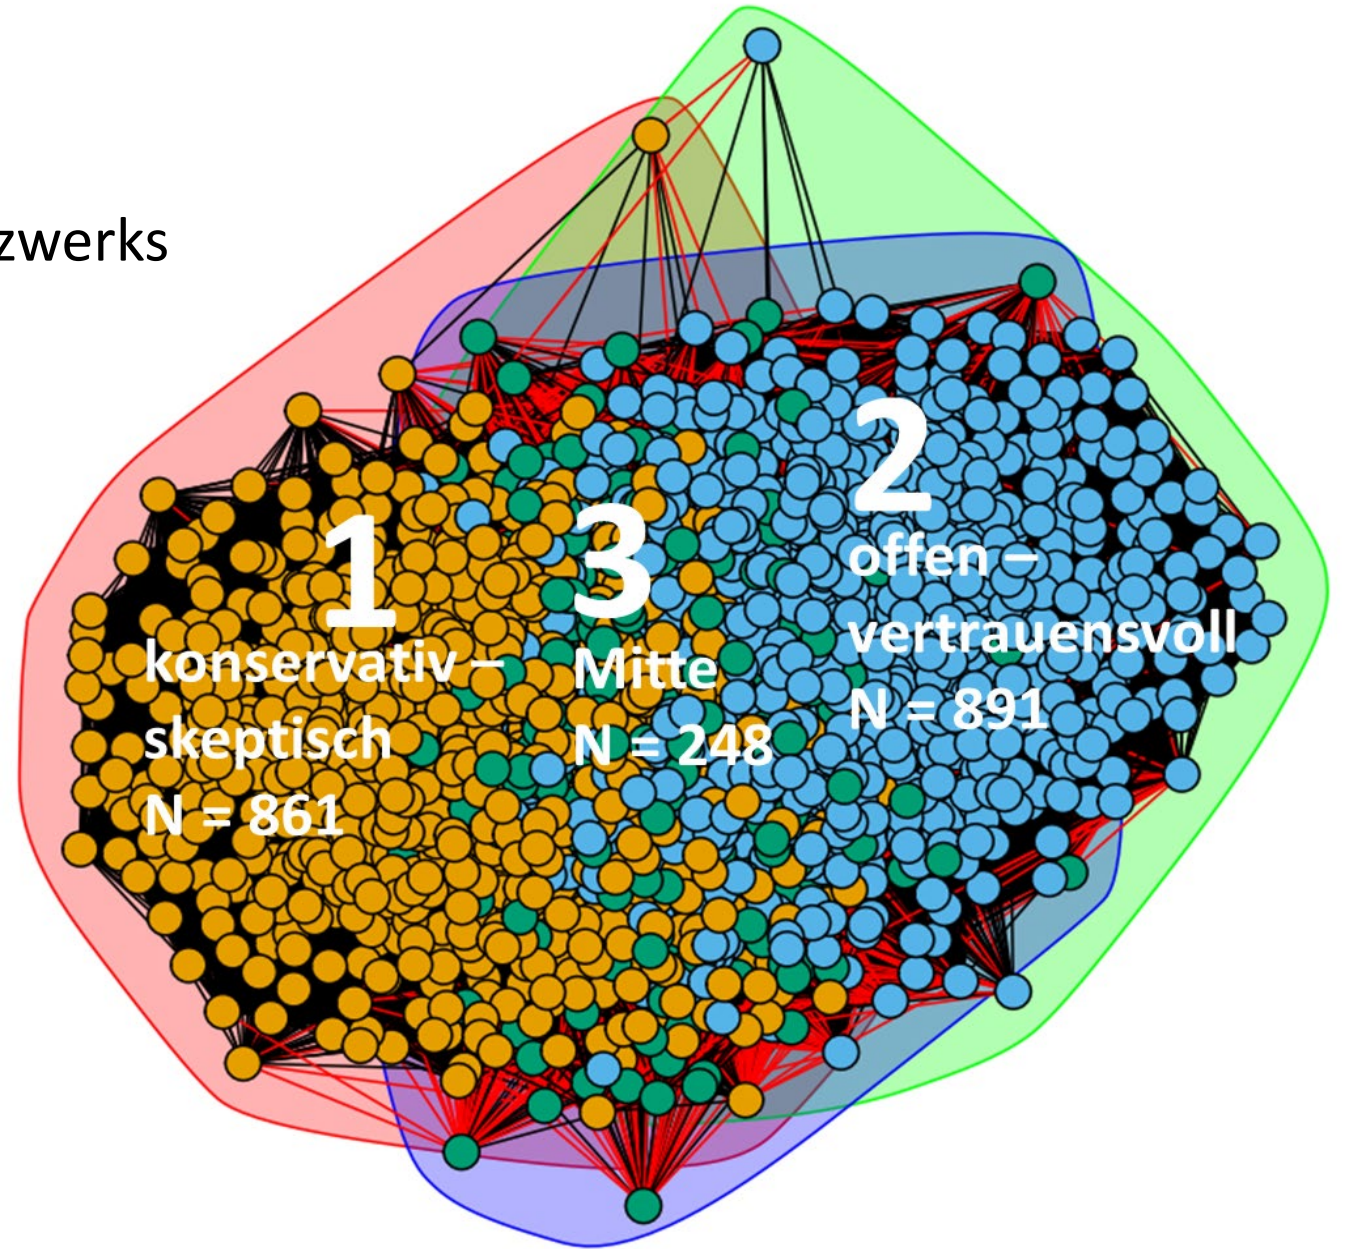 zwerks
1
konservativ –
skeptisch
N = 861
3
Mitte
N = 248
2
offen –
vertrauensvoll
N = 891